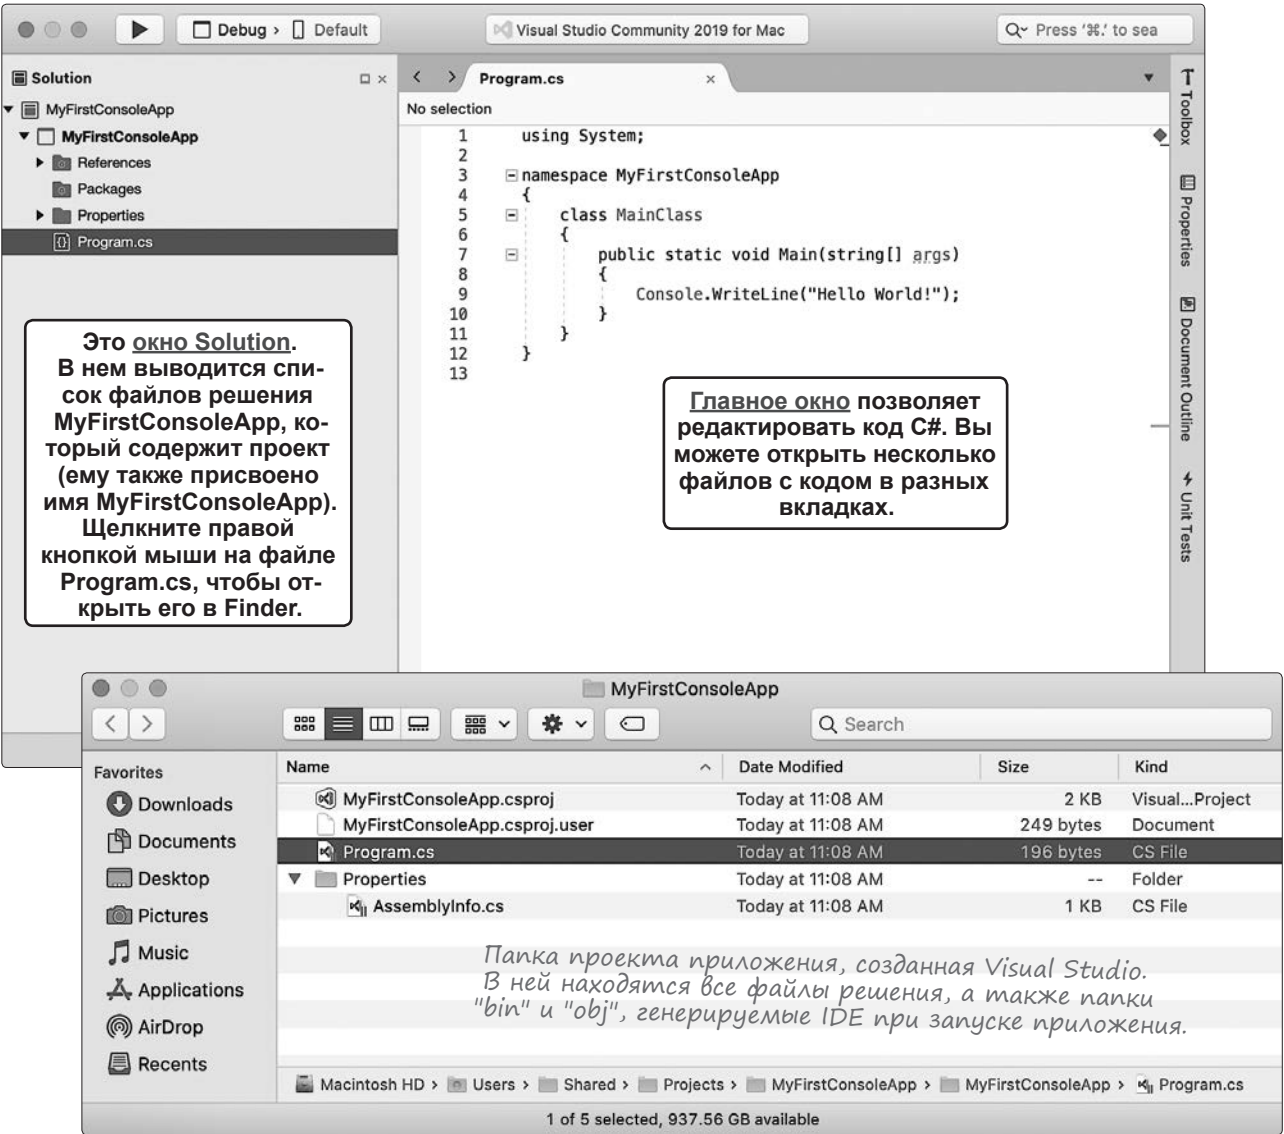 Debug > Default
Visual Studio Community 2019 for Mac
Press ‘⌘.’ to sea
Solution
MyFirstConsoleApp
MyFirstConsoleApp
References
Packages
Properties
Program.cs
Program.cs
No selection
1 using System;
2
3 namespace MyFirstConsoleApp
4 {
5 class MainClass
6 {
7 public static void Main(string[] args)
8 {
9 Console.WriteLine("Hello World!");
10 }
11 }
12 }
13
Toolbox
Properties
Document Outline
Unit Tests
Это окно Solution.
В нем выводится спи-
сок файлов решения
MyFirstConsoleApp, ко-
торый содержит проект
(ему также присвоено
имя MyFirstConsoleApp).
Щелкните правой
кнопкой мыши на файле
Program.cs, чтобы от-
крыть его в Finder.
Главное окно позволяет
редактировать код C#. Вы
можете открыть несколько
файлов с кодом в разных
вкладках.
MyFirstConsoleApp
Search
Favorites
Downloads
Documents
Desktop
Pictures
Music
Applications
AirDrop
Recents
Name Date Modified Size Kind
MyFirstConsoleApp.csproj Today at 11:08 AM 2 KB Visual...Project
MyFirstConsoleApp.csproj.user Today at 11:08 AM 249 bytes Document
Program.cs Today at 11:08 AM 196 bytes CS File
Properties Today at 11:08 AM -- Folder
AssemblyInfo.cs Today at 11:08 AM 1 KB CS File
Папка проекта приложения, созданная Visual Studio.
В ней находятся все файлы решения, а также папки
"bin" и "obj", генерируемые IDE при запуске приложения.
Macintosh HD > Users > Shared > Projects > MyFirstConsoleApp > MyFirstConsoleApp > Program.cs
1 of 5 selected, 937.56 GB available